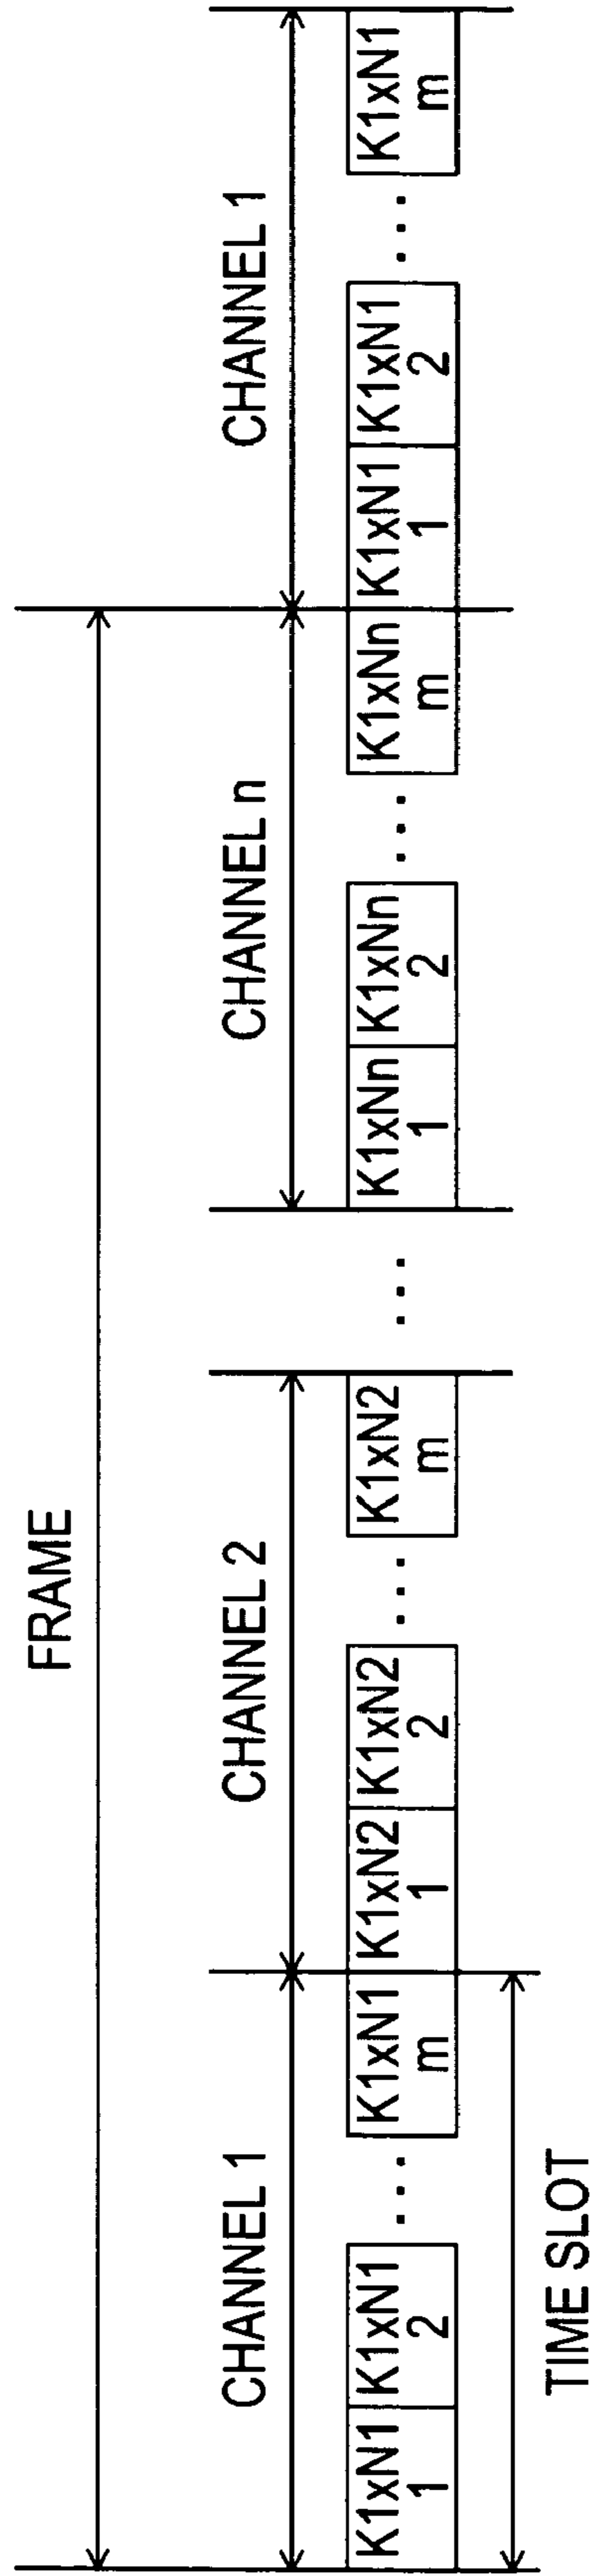 FRAME
CHANNEL 1
CHANNEL 2
CHANNEL n
CHANNEL 1
K1xN1
1
K1xN1
2
...
K1xN1
m
K1xN2
1
K1xN2
2
...
K1xN2
m
...
K1xNn
1
K1xNn
2
...
K1xNn
m
K1xN1
1
K1xN1
2
...
K1xN1
m
TIME SLOT